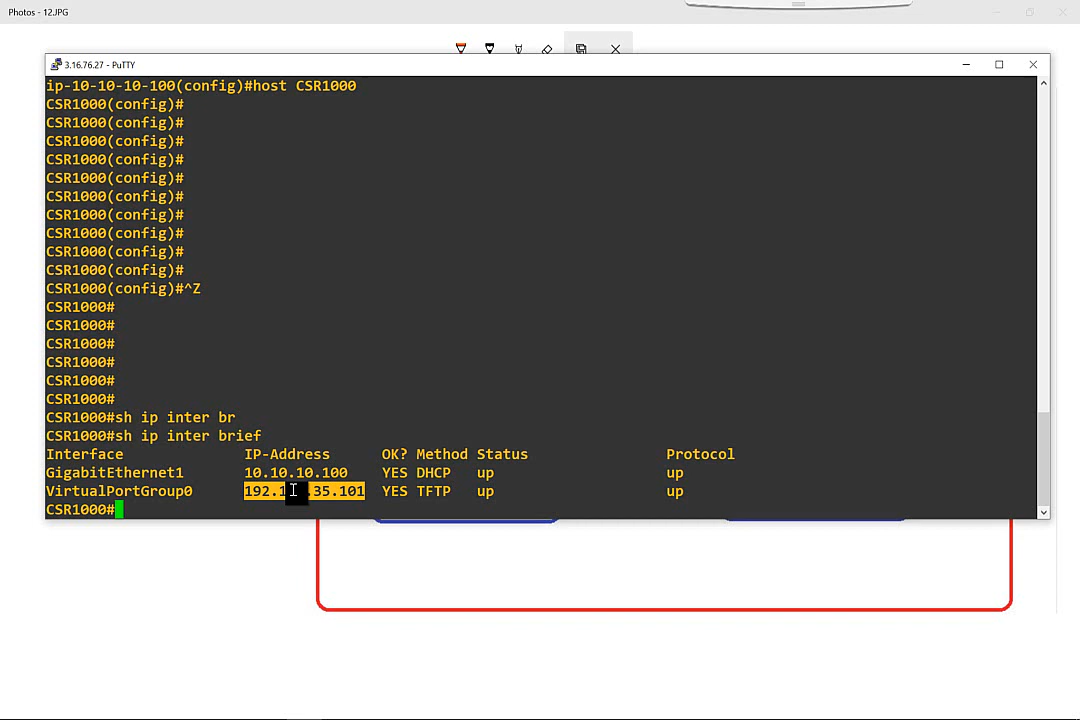 Photos - 12.JPG
3.16.76.27 - PuTTY
ip-10-10-10-100(config)#host CSR1000
CSR1000(config)#
CSR1000(config)#
CSR1000(config)#
CSR1000(config)#
CSR1000(config)#
CSR1000(config)#
CSR1000(config)#
CSR1000(config)#
CSR1000(config)#
CSR1000(config)#
CSR1000(config)#^Z
CSR1000#
CSR1000#
CSR1000#
CSR1000#
CSR1000#
CSR1000#
CSR1000#sh ip inter br
CSR1000#sh ip inter brief
Interface IP-Address OK? Method Status Protocol
GigabitEthernet1 10.10.10.100 YES DHCP up up
VirtualPortGroup0 YES TFTP up up
CSR1000#